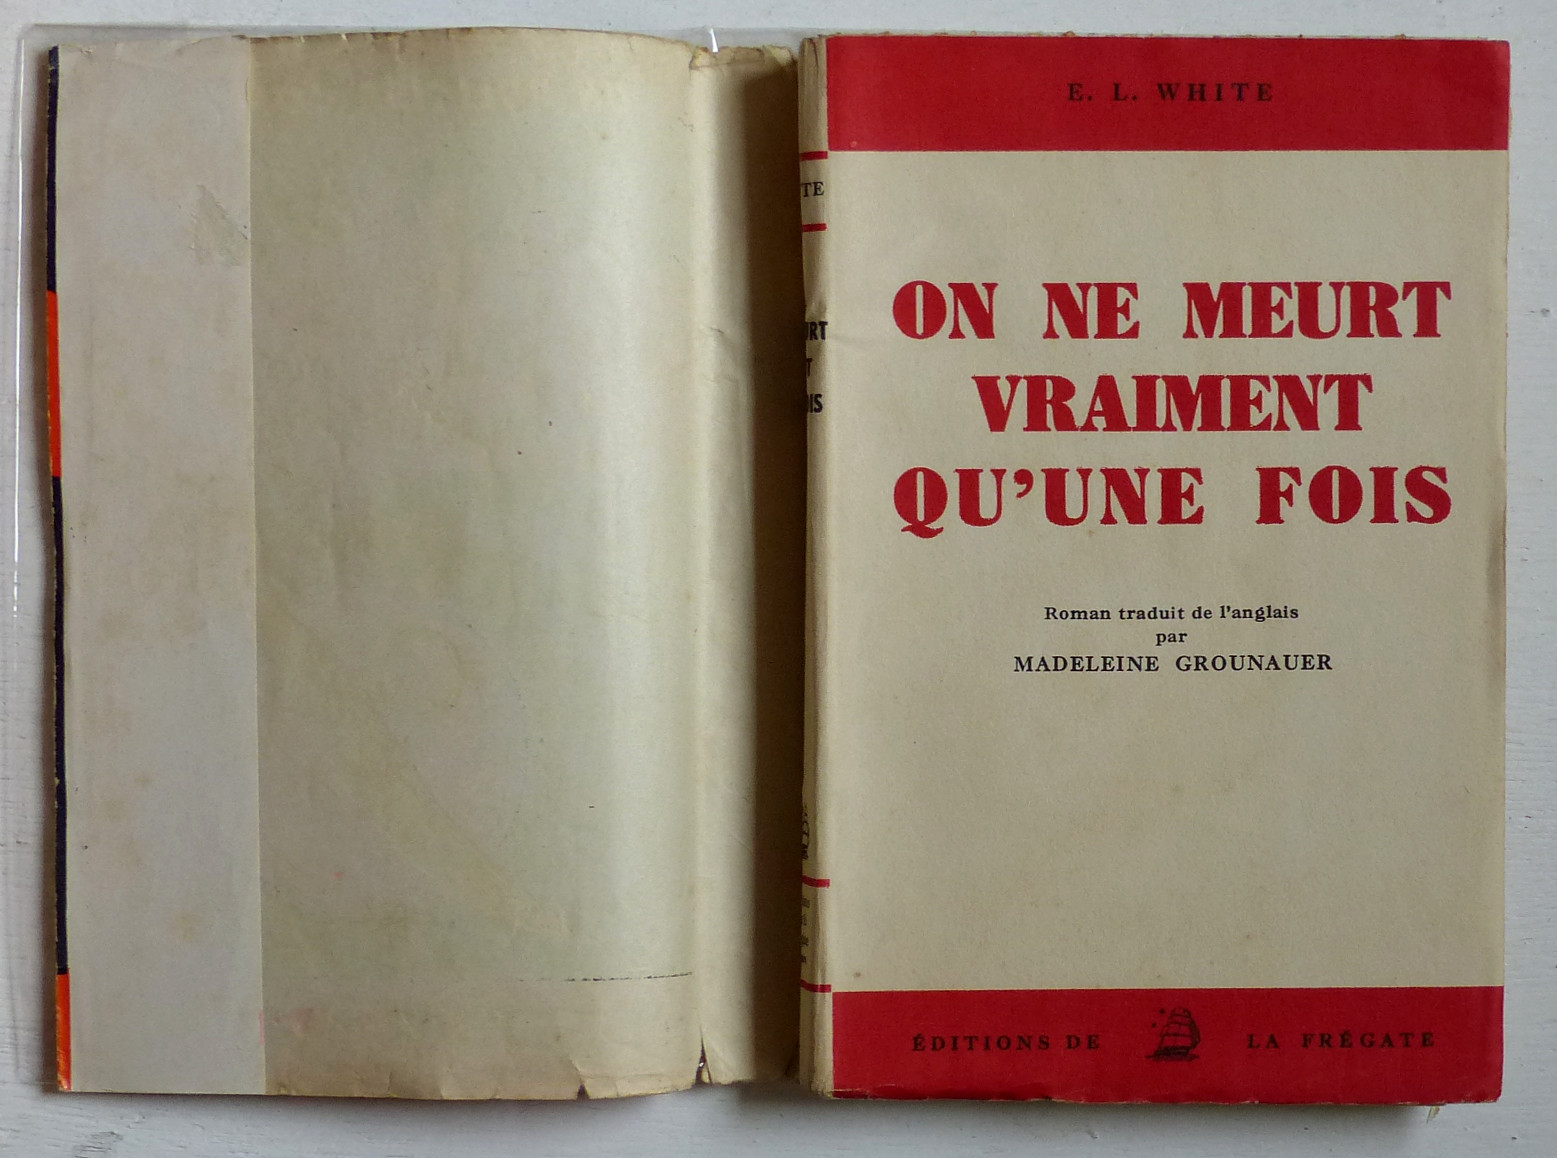 E. L. WHITE
ON NE MEURT
VRAIMENT
QU'UNE FOIS
Roman traduit de l'anglais
par
MADELEINE GROUNAUER
ÉDITIONS DE LA FRÉGATE